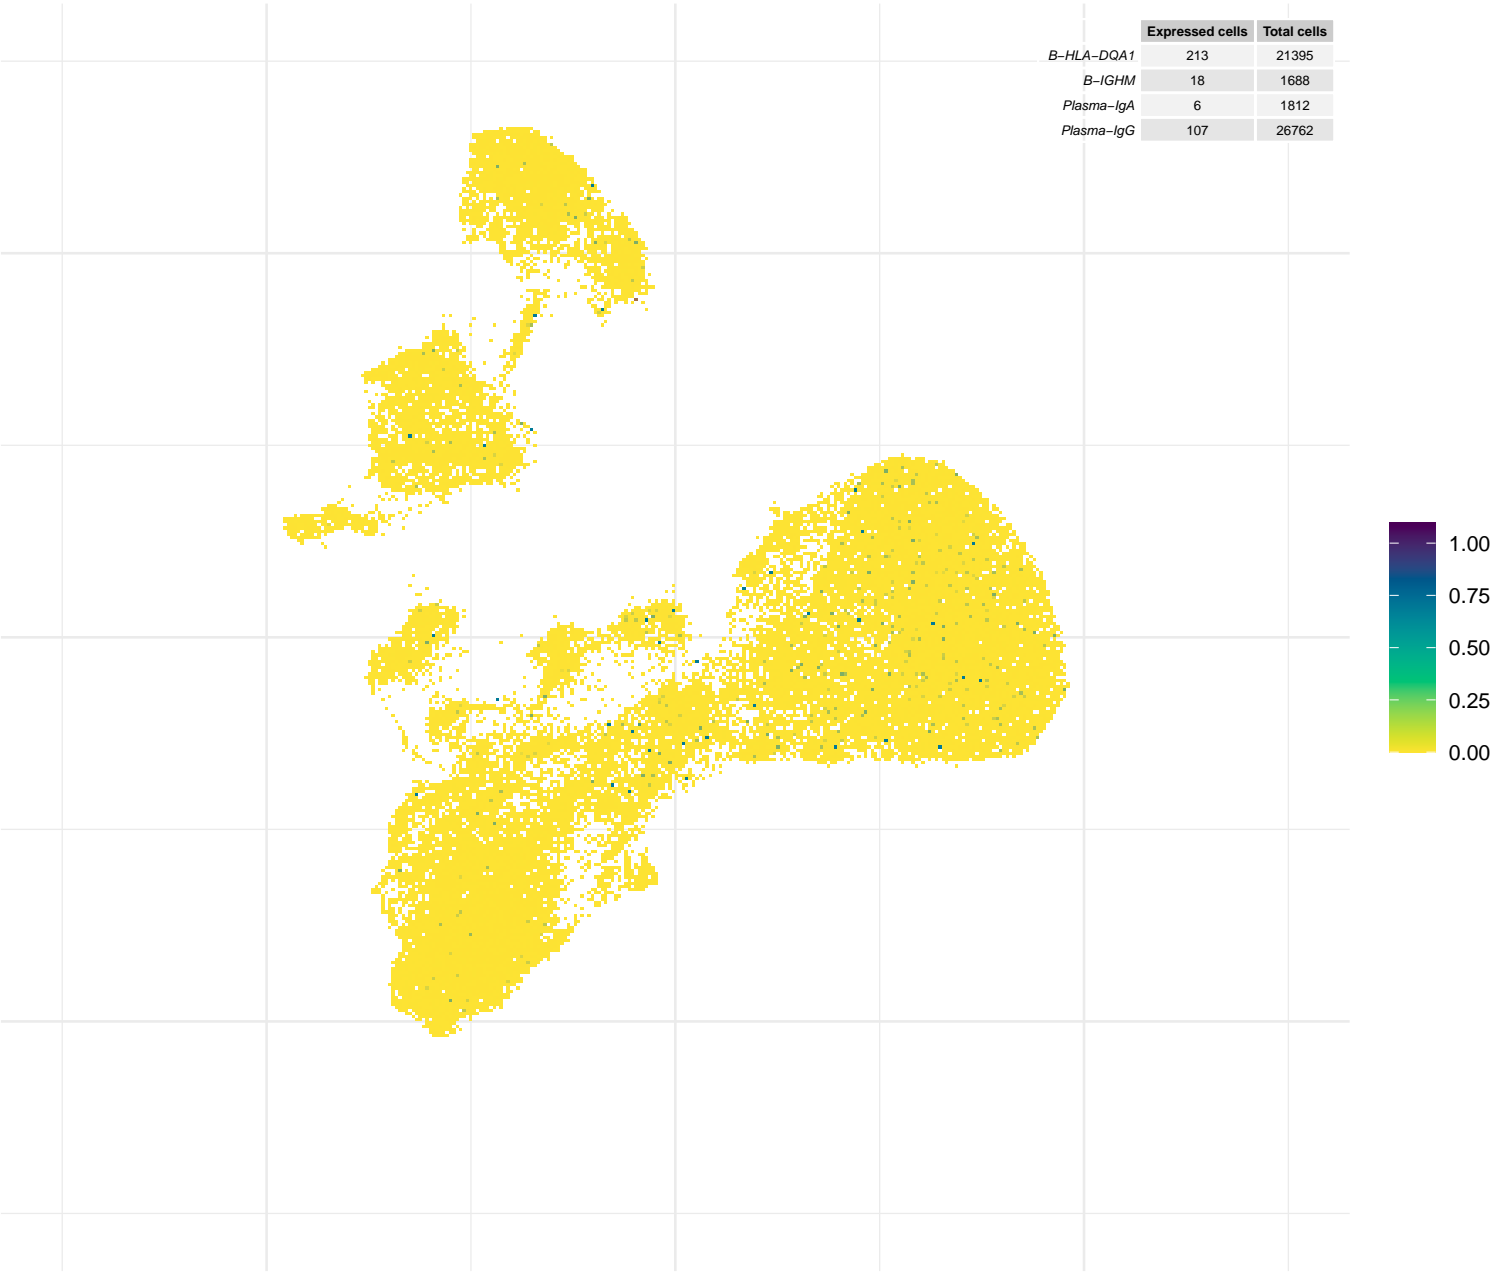 Expressed cells Total cells
B−HLA−DQA1 213 21395
B−IGHM 18 1688
Plasma−IgA 6 1812
Plasma−IgG 107 26762
1.00
0.75
0.50
0.25
0.00